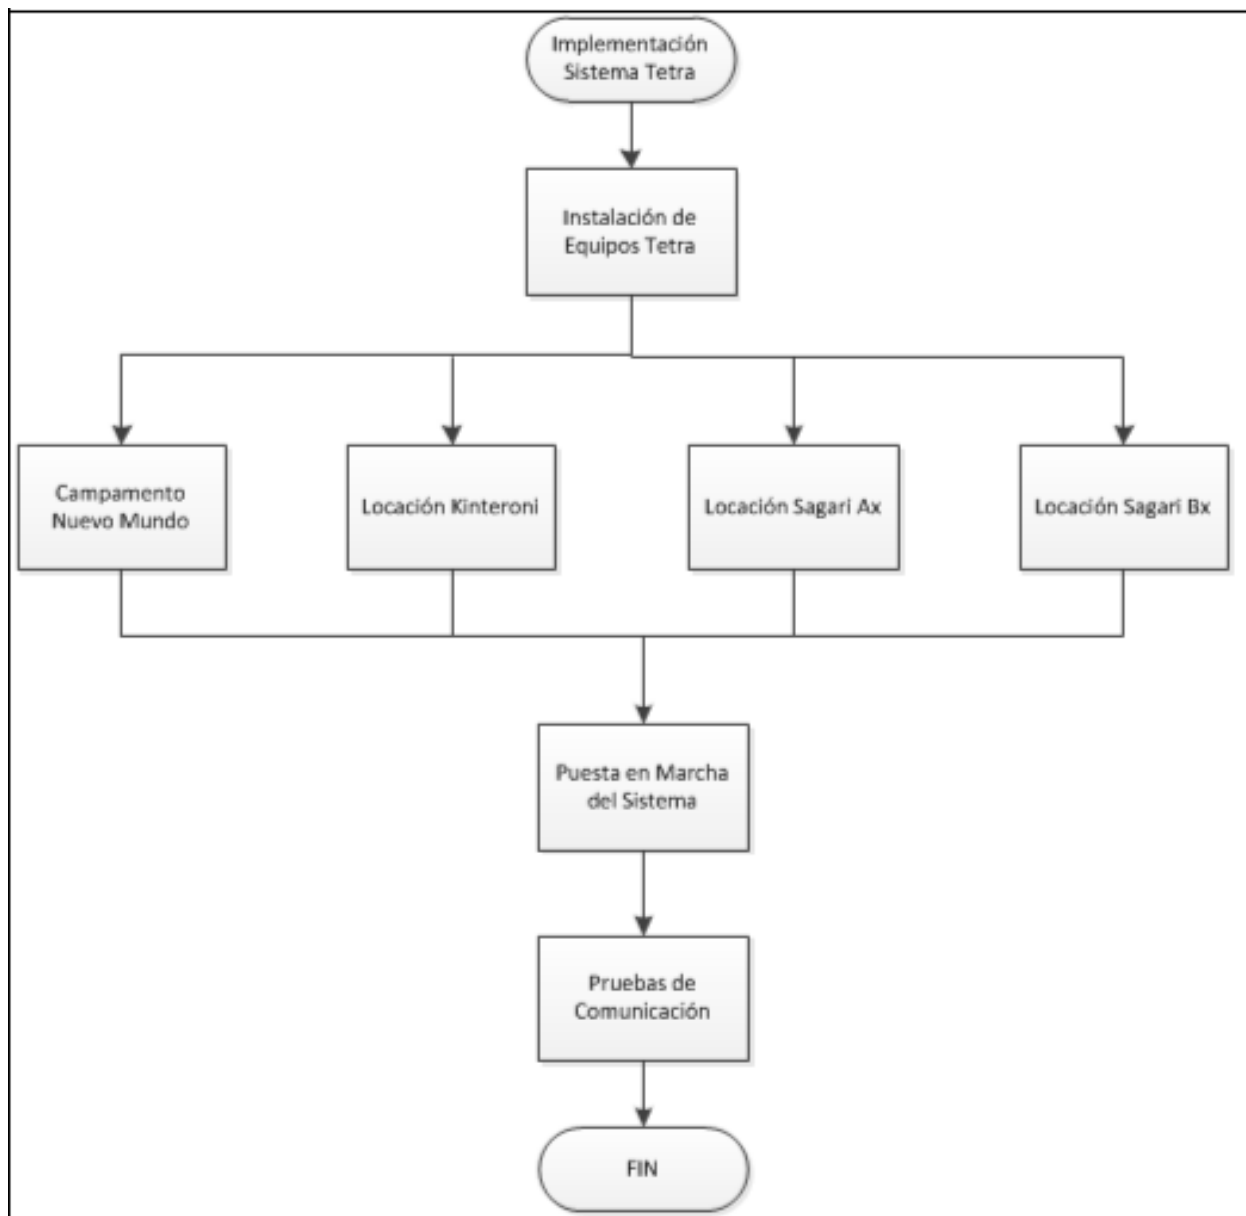 Implementación
Sistema Tetra
Instalación de
Equipos Tetra
Campamento
Nuevo Mundo
Locación Kinteroni
Locación Sagari Ax
Locación Sagari Bx
Puesta en Marcha
del Sistema
Pruebas de
Comunicación
FIN